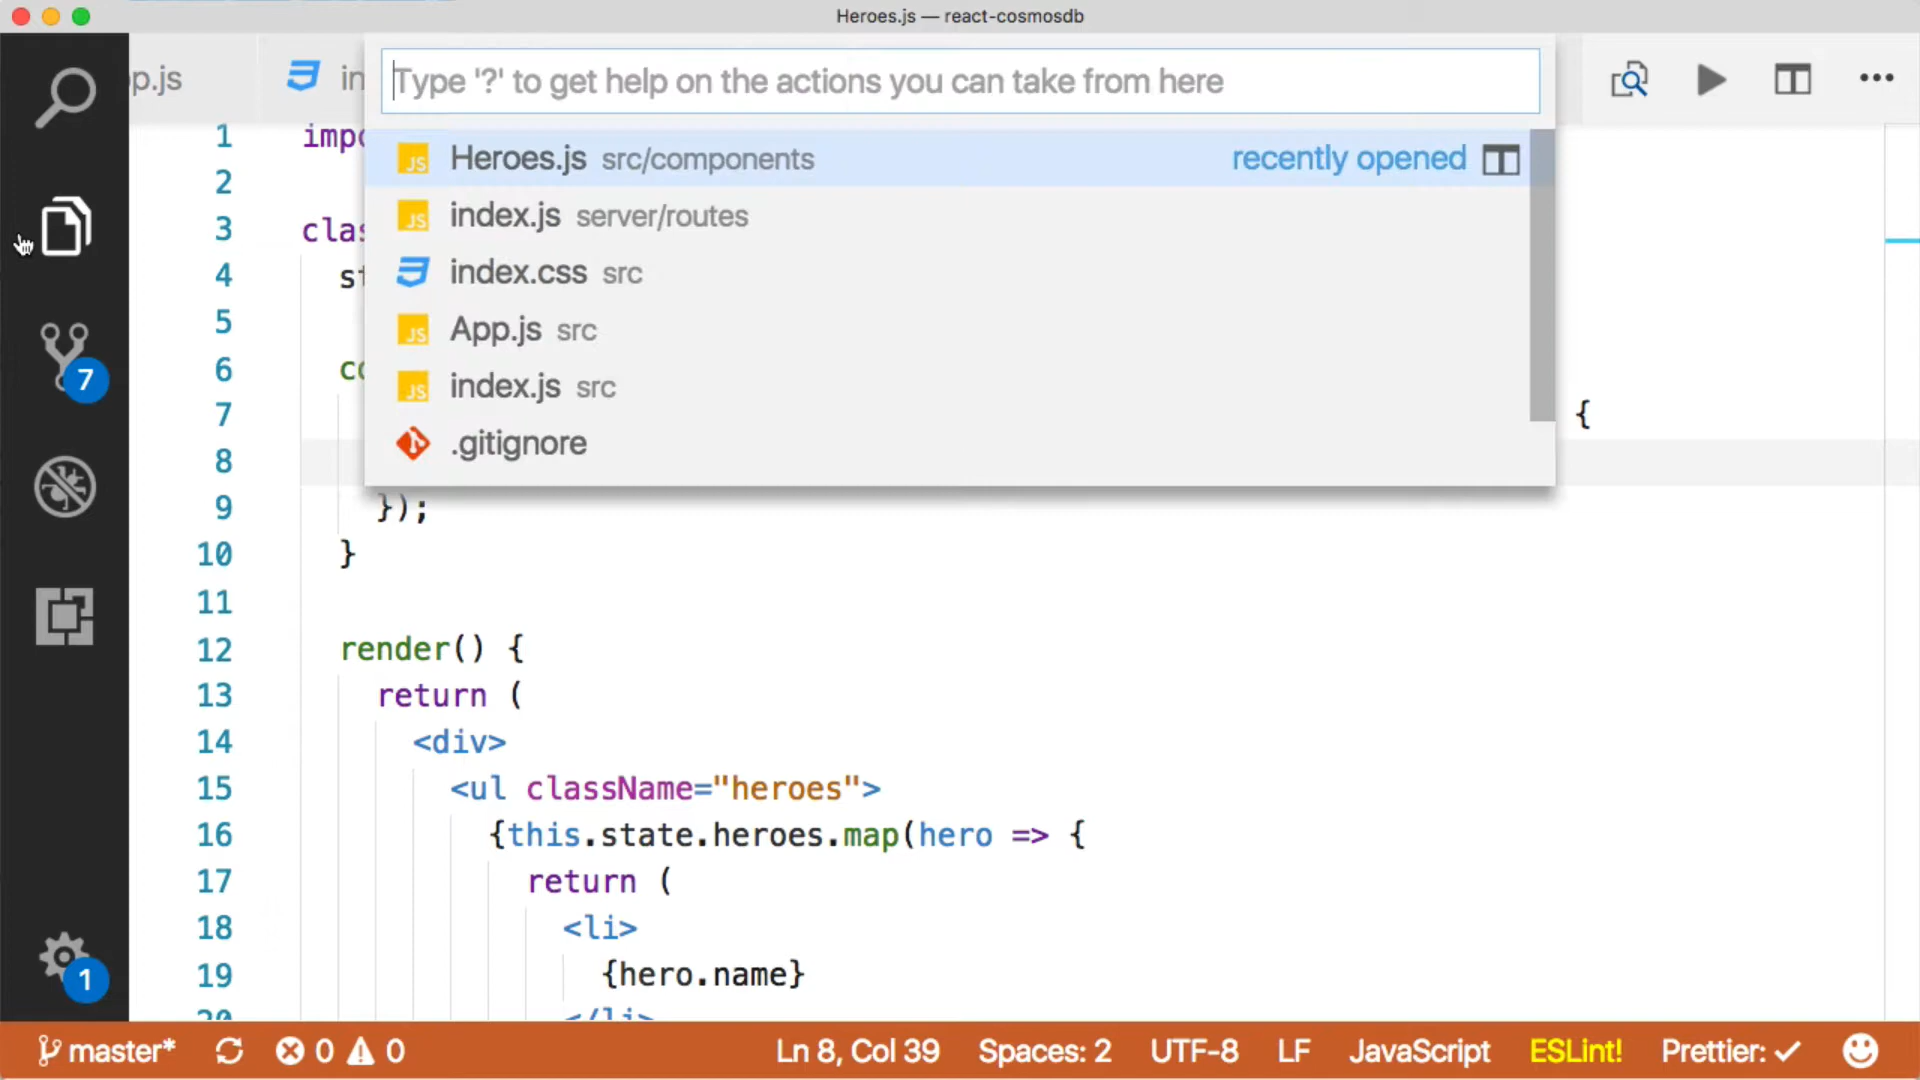 Heroes.js — react-cosmosdb
p.js
in
Type '?' to get help on the actions you can take from here
Heroes.js src/components recently opened
index.js server/routes
index.css src
App.js src
index.js src
.gitignore
1 impo
2
3 clas
4 st
5
6 co
7 {
8
9 });
10 }
11
12 render() {
13 return (
14 <div>
15 <ul className="heroes">
16 {this.state.heroes.map(hero => {
17 return (
18 <li>
19 {hero.name}
20 </li>
7
1
master* 0 0 Ln 8, Col 39 Spaces: 2 UTF-8 LF JavaScript ESLint! Prettier: ✓